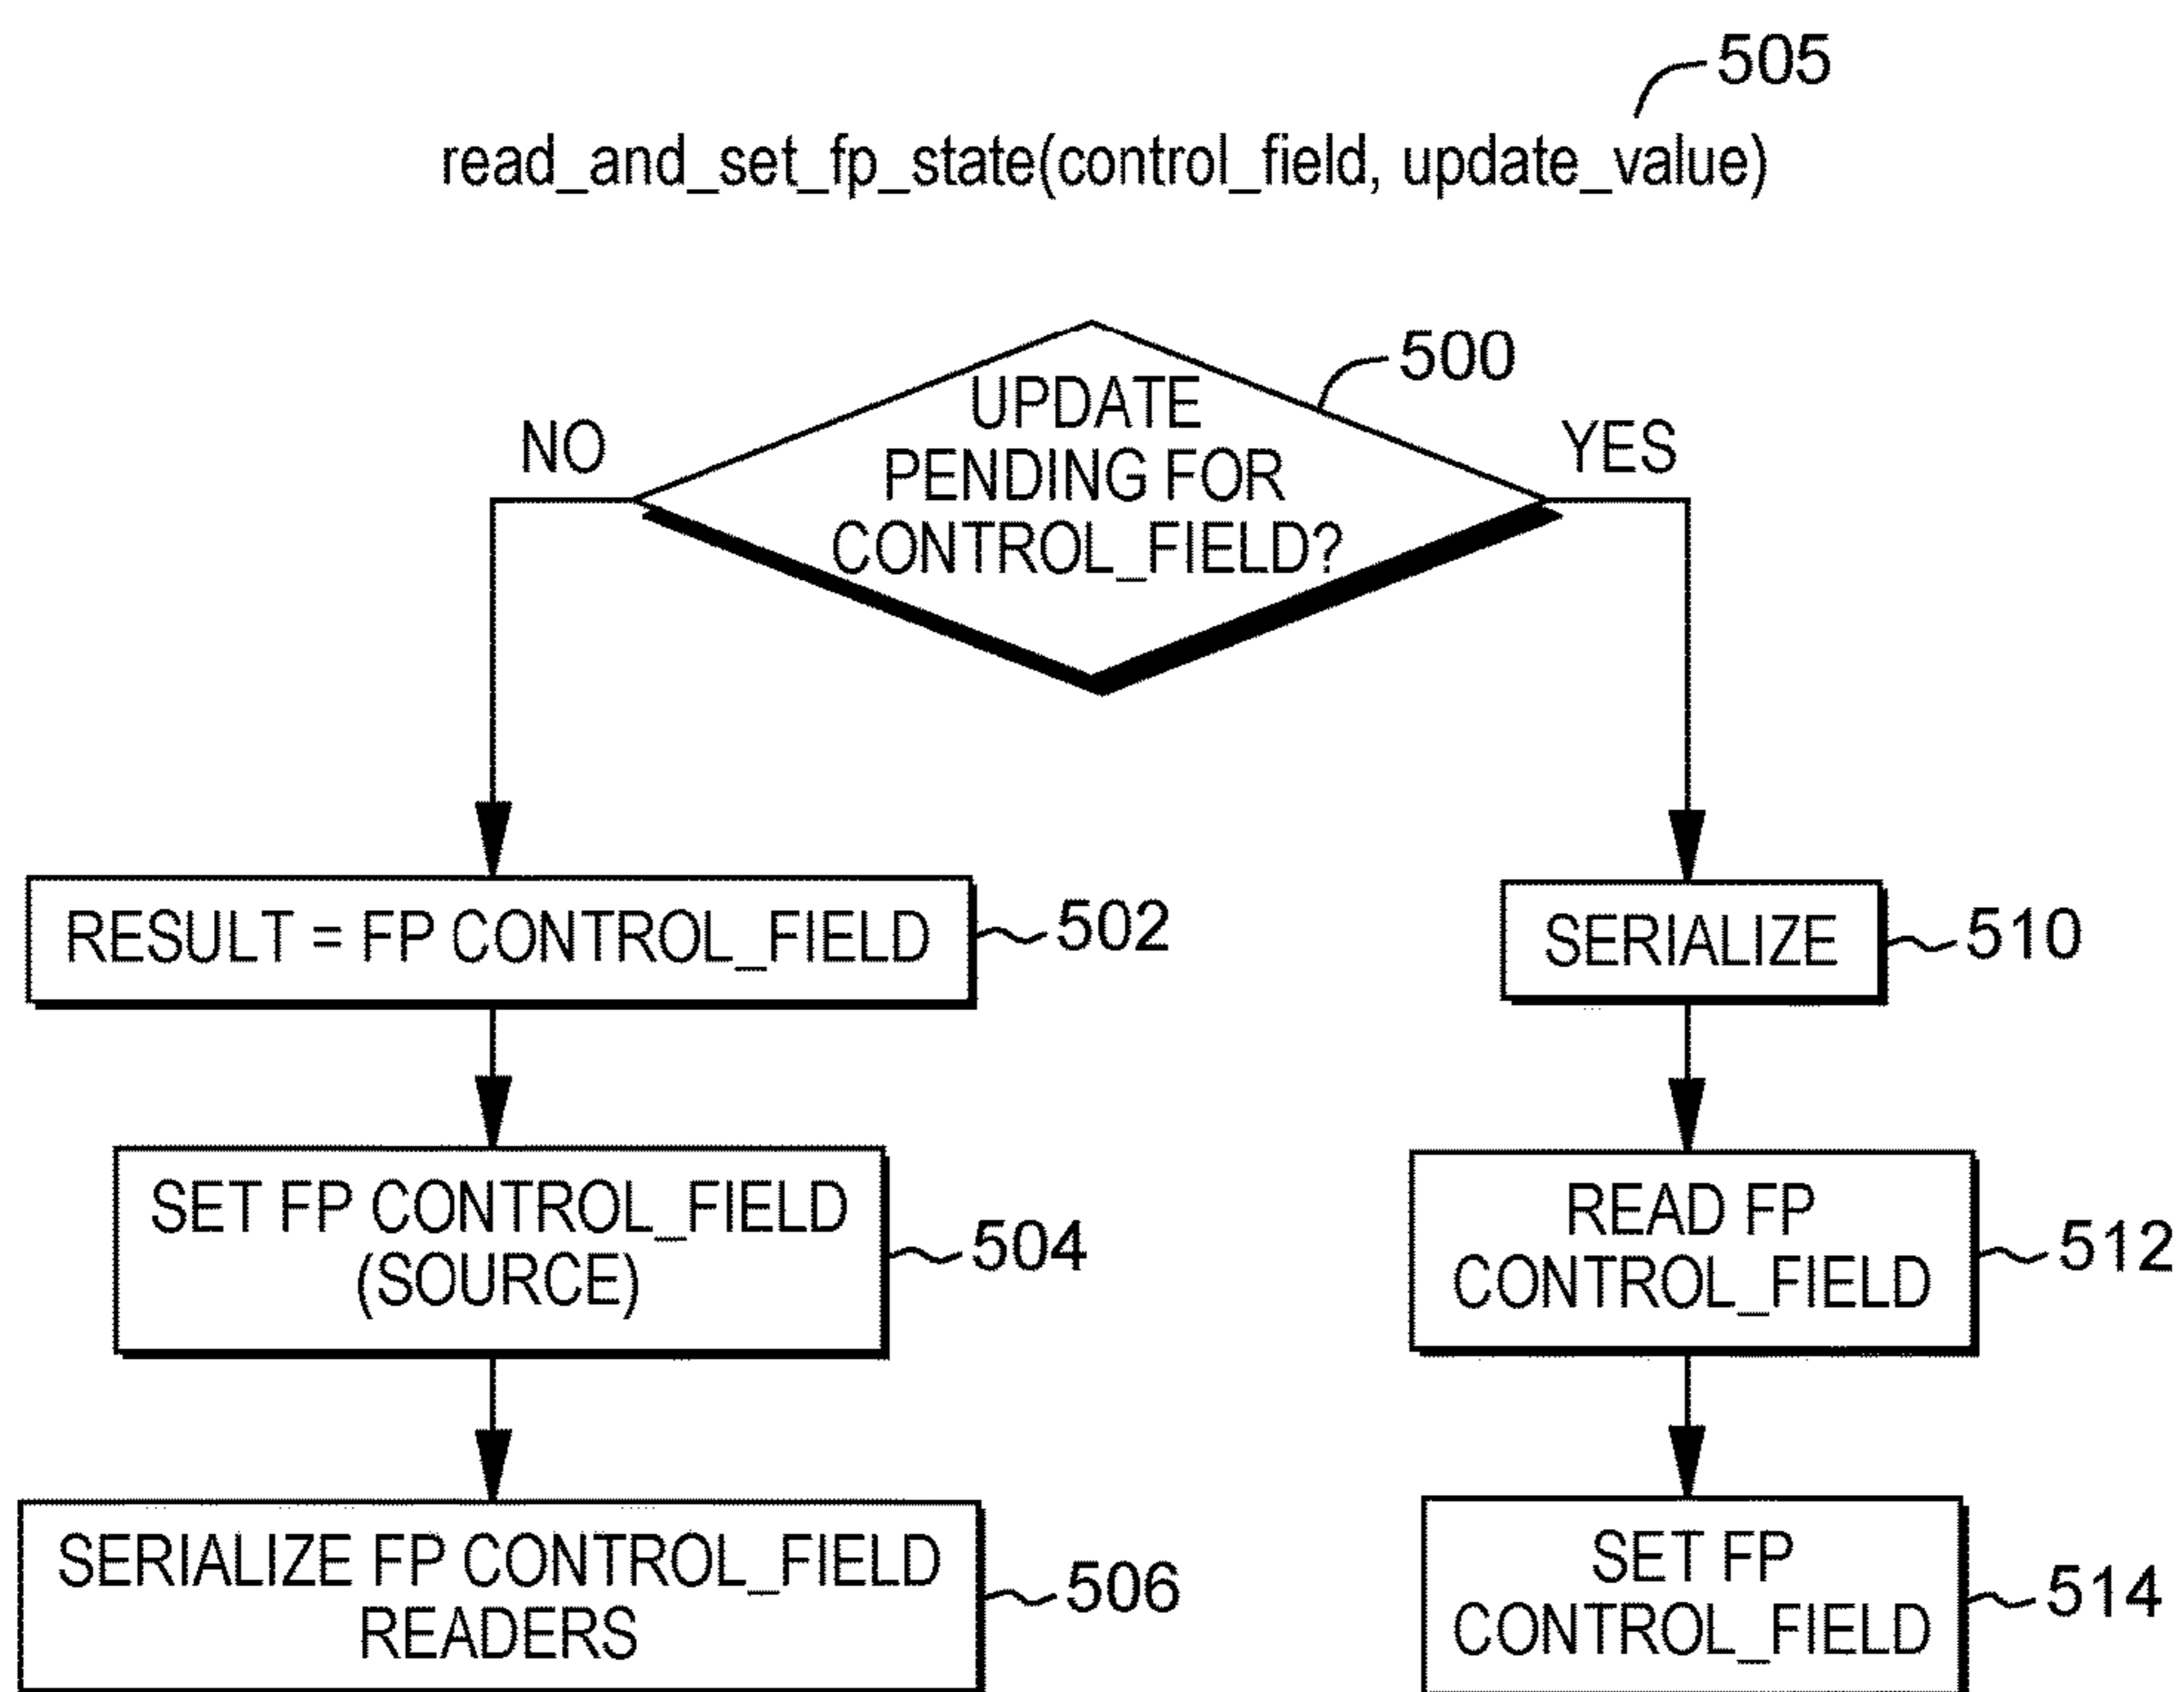 505
read_and_set_fp_state(control_field, update_value)
500
UPDATE
PENDING FOR
CONTROL_FIELD?
NO
YES
RESULT = FP CONTROL_FIELD
502
SERIALIZE
510
SET FP CONTROL_FIELD
(SOURCE)
504
READ FP
CONTROL_FIELD
512
SERIALIZE FP CONTROL_FIELD
READERS
506
SET FP
CONTROL_FIELD
514